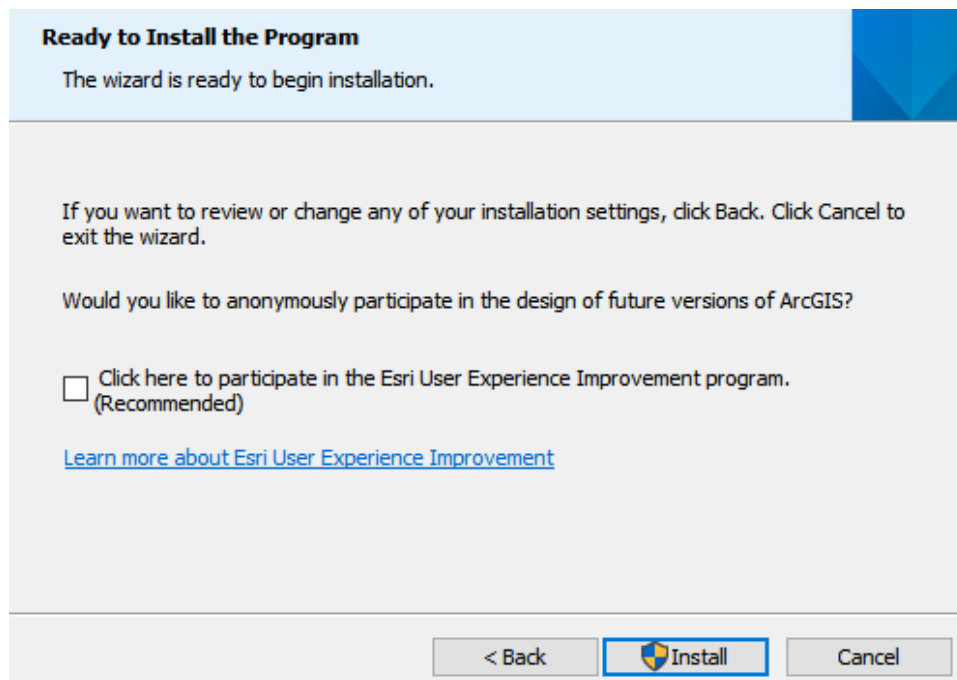 Ready to Install the Program
The wizard is ready to begin installation.
If you want to review or change any of your installation settings, click Back. Click Cancel to
exit the wizard.
Would you like to anonymously participate in the design of future versions of ArcGIS?
Click here to participate in the Esri User Experience Improvement program.
(Recommended)
Learn more about Esri User Experience Improvement
< Back Install Cancel